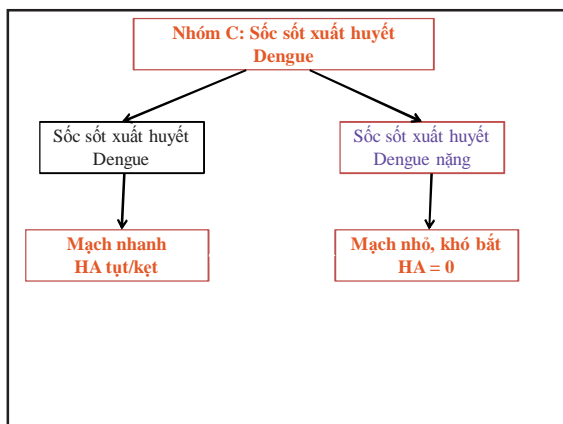 Nhóm C: Sốc sốt xuất huyết
Dengue
Sốc sốt xuất huyết
Dengue
Sốc sốt xuất huyết
Dengue nặng
Mạch nhanh
HA tụt/kẹt
Mạch nhỏ, khó bắt
HA = 0